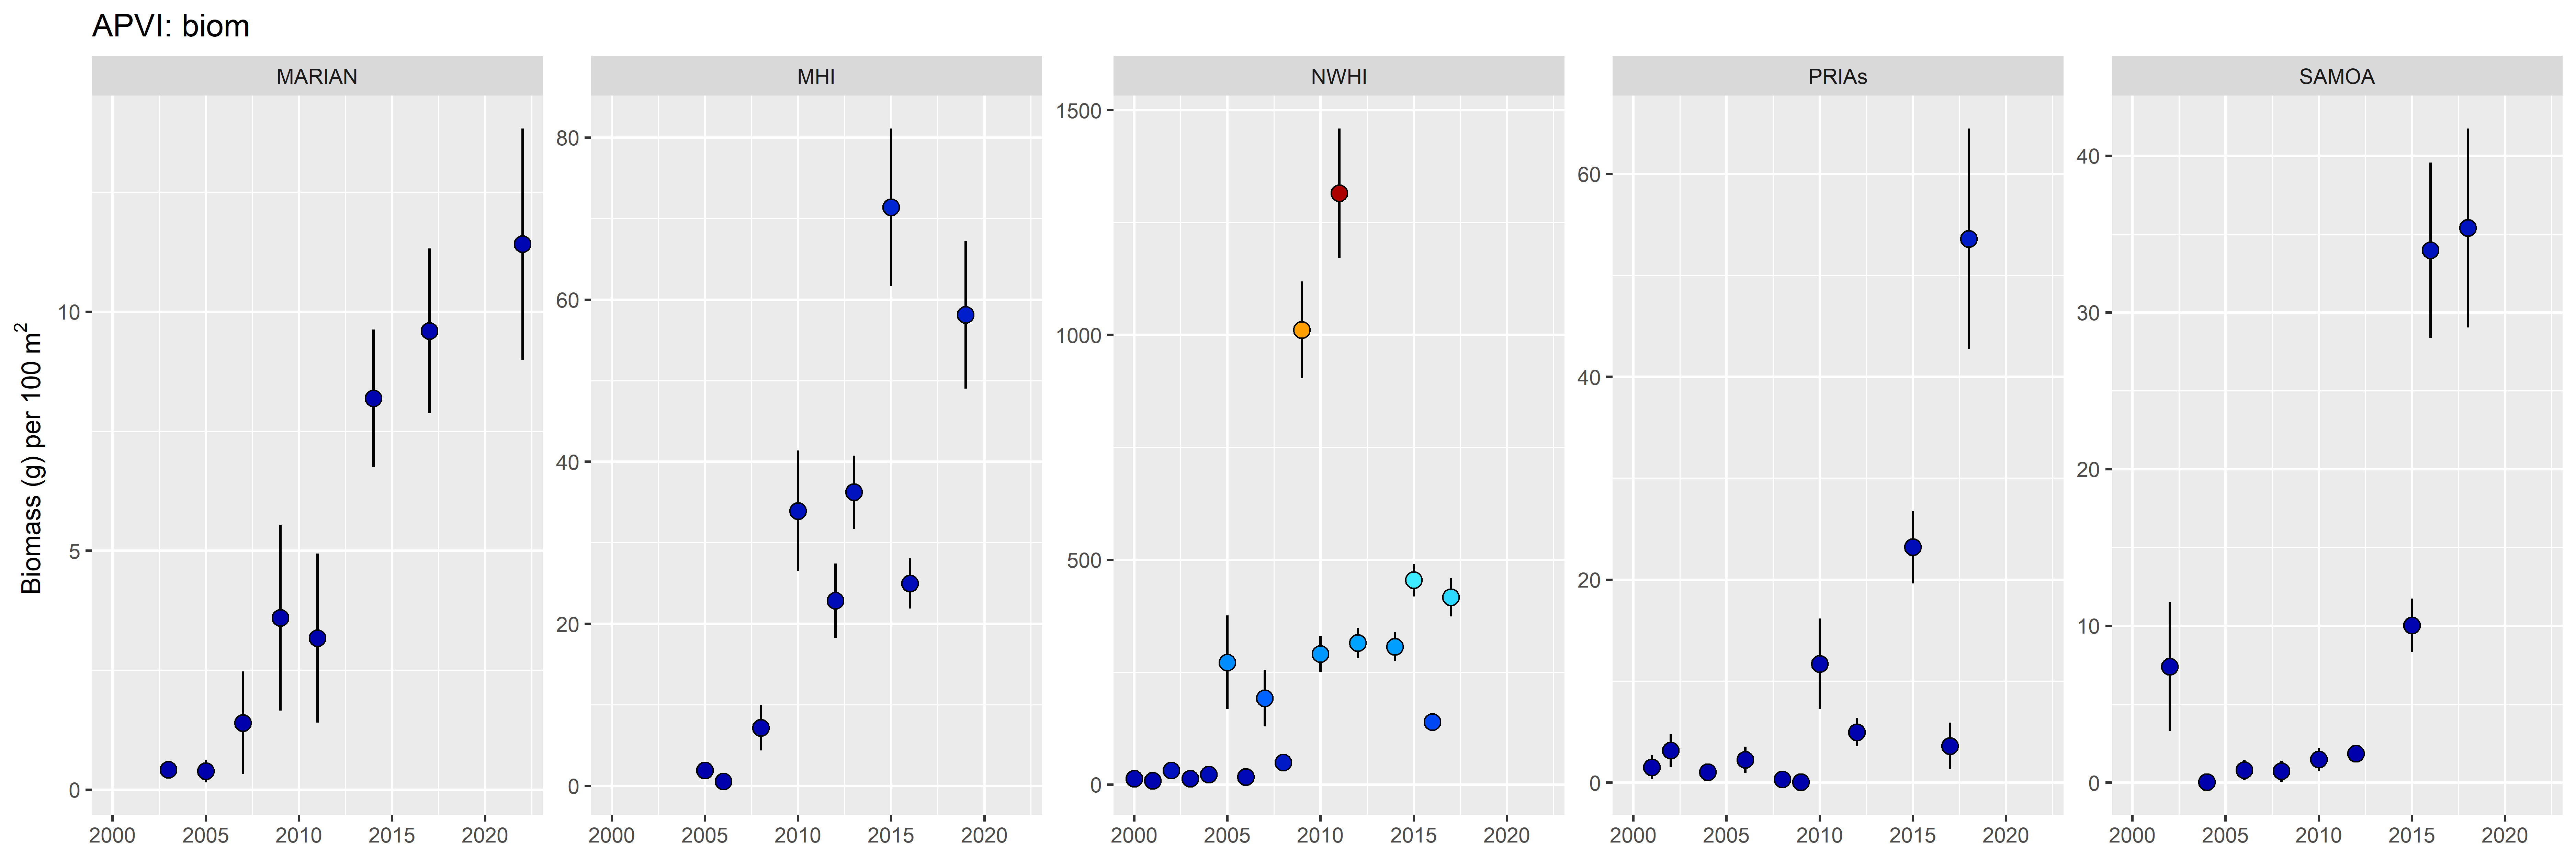 APVI: biom
MARIAN MHI NWHI PRIAs SAMOA
Biomass (g) per 100 m²
0 5 10
0 20 40 60 80
0 500 1000 1500
0 20 40 60
0 10 20 30 40
2000 2005 2010 2015 2020 2000 2005 2010 2015 2020 2000 2005 2010 2015 2020 2000 2005 2010 2015 2020 2000 2005 2010 2015 2020